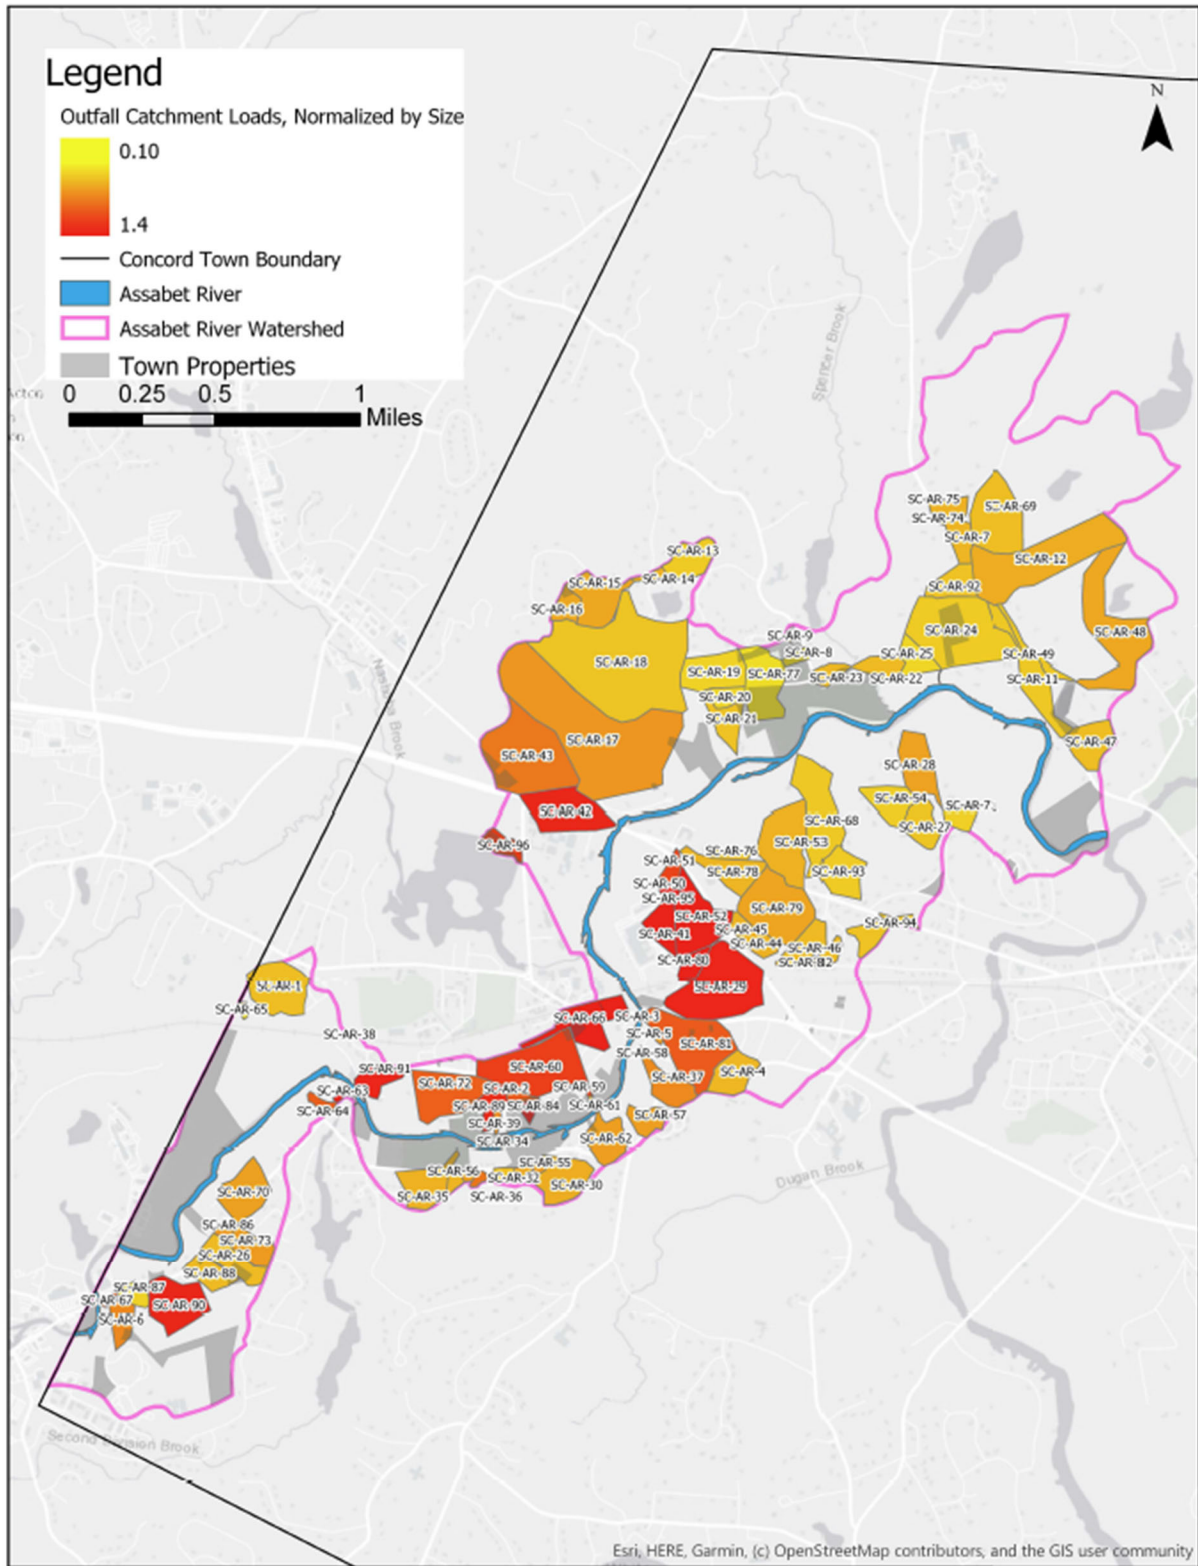 Legend
Outfall Catchment Loads, Normalized by Size
0.10
1.4
Concord Town Boundary
Assabet River
Assabet River Watershed
Town Properties
0 0.25 0.5 1
Miles
N
Acton
Spencer Brook
Nashoba Brook
SC-AR-75
SC-AR-69
SC-AR-74
SC-AR-7
SC-AR-13
SC-AR-12
SC-AR-14
SC-AR-15
SC-AR-92
SC-AR-16
SC-AR-24
SC-AR-48
SC-AR-9
SC-AR-8
SC-AR-25
SC-AR-49
SC-AR-18
SC-AR-19
SC-AR-77
SC-AR-23
SC-AR-22
SC-AR-11
SC-AR-20
SC-AR-21
SC-AR-17
SC-AR-47
SC-AR-43
SC-AR-28
SC-AR-54
SC-AR-7
SC-AR-42
SC-AR-68
SC-AR-27
SC-AR-96
SC-AR-53
SC-AR-76
SC-AR-51
SC-AR-78
SC-AR-93
SC-AR-50
SC-AR-95
SC-AR-79
SC-AR-52
SC-AR-94
SC-AR-45
SC-AR-41
SC-AR-44
SC-AR-46
SC-AR-80
SC-AR-29
SC-AR-1
SC-AR-65
SC-AR-66
SC-AR-3
SC-AR-38
SC-AR-5
SC-AR-81
SC-AR-58
SC-AR-91
SC-AR-60
SC-AR-4
SC-AR-37
SC-AR-72
SC-AR-2
SC-AR-59
SC-AR-63
SC-AR-89
SC-AR-84
SC-AR-61
SC-AR-64
SC-AR-57
SC-AR-39
SC-AR-34
SC-AR-62
SC-AR-55
SC-AR-56
SC-AR-32
SC-AR-30
SC-AR-35
SC-AR-36
Dugan Brook
SC-AR-70
SC-AR-86
SC-AR-73
SC-AR-26
SC-AR-88
SC-AR-87
SC-AR-67
SC-AR-90
SC-AR-6
Second Division Brook
Esri, HERE, Garmin, (c) OpenStreetMap contributors, and the GIS user community